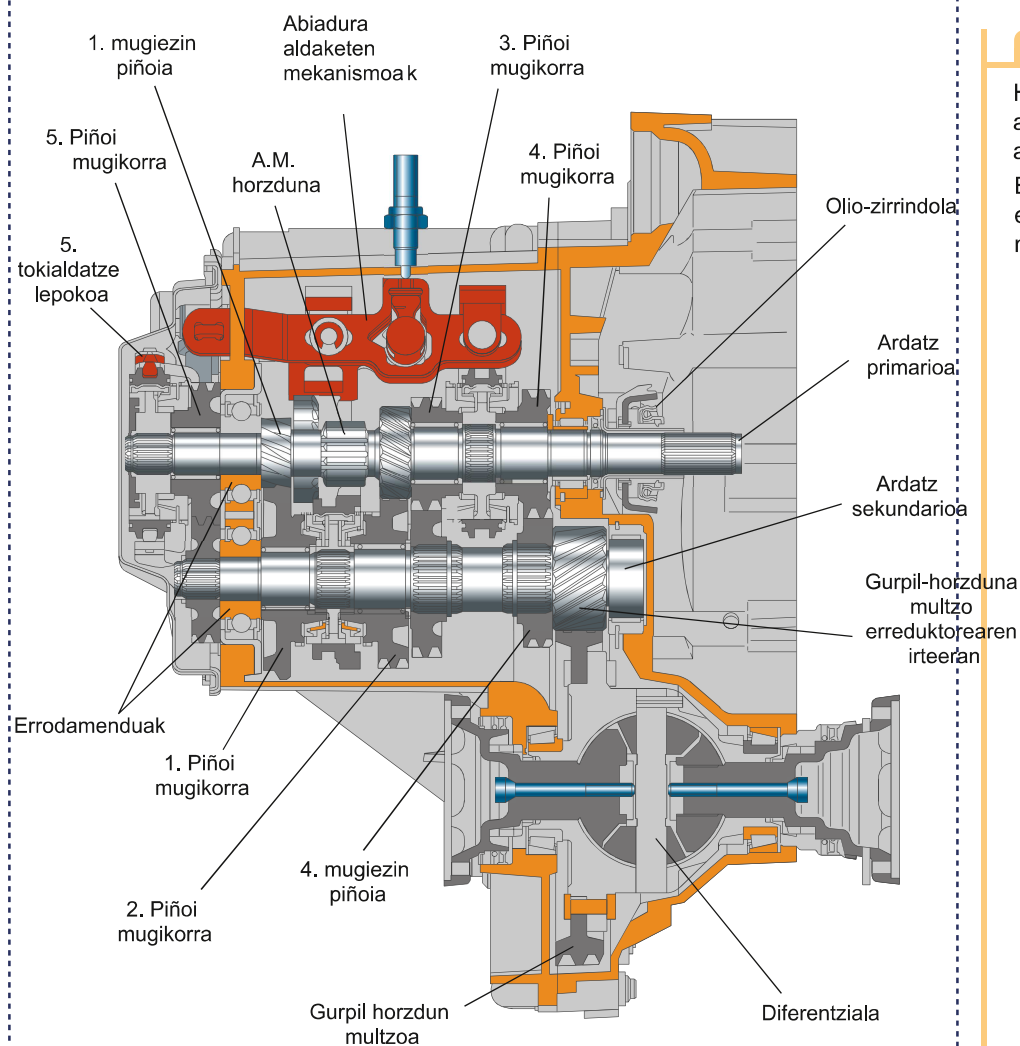 Abiadura
aldaketen
mekanismoak
1. mugiezin
piñoia
3. Piñoi
mugikorra
5. Piñoi
mugikorra
A.M.
horzduna
4. Piñoi
mugikorra
Olio-zirrindola
5.
tokialdatze
lepokoa
Ardatz
primarioa
Ardatz
sekundarioa
Gurpil-horzduna
multzo
erreduktorearen
irteeran
Errodamenduak
1. Piñoi
mugikorra
4. mugiezin
piñoia
2. Piñoi
mugikorra
Gurpil horzdun
multzoa
Diferentziala